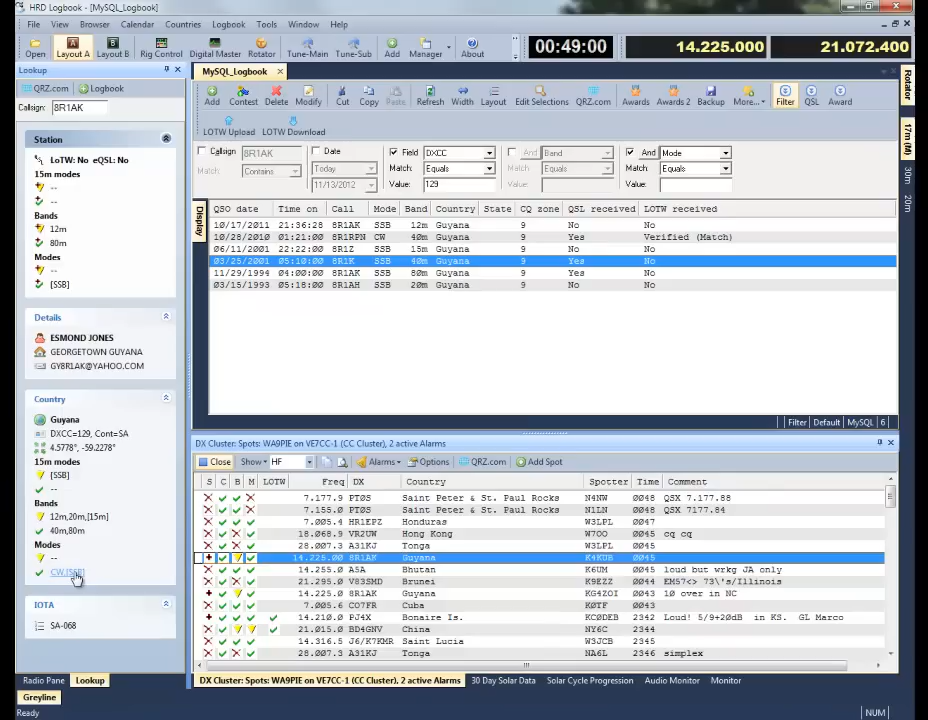 HRD Logbook - [MySQL_Logbook]
File View Browser Calendar Countries Logbook Tools Window Help
Open Layout A Layout B Rig Control Digital Master Rotator Tune-Main Tune-Sub Add Manager About 00:49:00 14.225.000 21.072.400
Lookup
QRZ.com Logbook
Callsign: 8R1AK
Station
LoTW: No eQSL: No
15m modes
--
--
Bands
12m
80m
Modes
--
[SSB]
Details
ESMOND JONES
GEORGETOWN GUYANA
GY8R1AK@YAHOO.COM
Country
Guyana
DXCC=129, Cont=SA
4.5778°, -59.2278°
15m modes
[SSB]
--
Bands
12m,20m,[15m]
40m,80m
Modes
--
CW,[SSB]
IOTA
SA-068
Radio Pane Lookup
Greyline
Ready
MySQL_Logbook
Add Contest Delete Modify Cut Copy Paste Refresh Width Layout Edit Selections QRZ.com Awards Awards 2 Backup More... Filter QSL Award
LOTW Upload LOTW Download
Callsign 8R1AK Date Field DXCC And Band And Mode
Match: Contains Today Match: Equals Match: Equals Match: Equals
11/13/2012 Value: 129 Value: Value:
Display
QSO date Time on Call Mode Band Country State CQ zone QSL received LOTW received
10/17/2011 21:36:28 8R1AK SSB 12m Guyana 9 No No
10/28/2010 01:21:00 8R1RPN CW 40m Guyana 9 Yes Verified (Match)
06/11/2001 22:22:00 8R1Z SSB 15m Guyana 9 No No
03/25/2001 05:10:00 8R1K SSB 40m Guyana 9 Yes No
11/29/1994 04:00:00 8R1AK SSB 80m Guyana 9 Yes No
03/15/1993 05:18:00 8R1AH SSB 20m Guyana 9 No No
Filter Default MySQL 6
Rotator
17m (M)
30m
20m
DX Cluster: Spots: WA9PIE on VE7CC-1 (CC Cluster), 2 active Alarms
Close Show HF Alarms Options QRZ.com Add Spot
S C B M LOTW Freq DX Country Spotter Time Comment
7.177.9 PT0S Saint Peter & St. Paul Rocks N4NW 0048 QSX 7.177.88
7.155.0 PT0S Saint Peter & St. Paul Rocks N1LN 0048 QSX 7177.84
7.005.4 HR1EPZ Honduras W3LPL 0047
18.068.9 VR2UW Hong Kong W7OO 0045 cq cq
28.007.3 A31KJ Tonga W3LPL 0045
14.225.00 8R1AK Guyana K4KUB 0045
14.255.0 A5A Bhutan K6UM 0045 loud but wrkg JA only
21.295.0 V83SMD Brunei K9EZZ 0044 EM57<> 73\'s/Illinois
14.225.0 8R1AK Guyana KG4ZOI 0043 10 over in NC
7.005.6 CO7FR Cuba K0TF 0043
14.210.0 PJ4X Bonaire Is. KC0DEB 2342 Loud! 5/9+20dB in KS. GL Marco
21.015.0 BD4GNV China NY6C 2344
14.316.5 J6/K7KMR Saint Lucia W3JCB 2345
28.007.3 A31KJ Tonga NA6L 2346 simplex
DX Cluster: Spots: WA9PIE on VE7CC-1 (CC Cluster), 2 active Alarms 30 Day Solar Data Solar Cycle Progression Audio Monitor Monitor
NUM